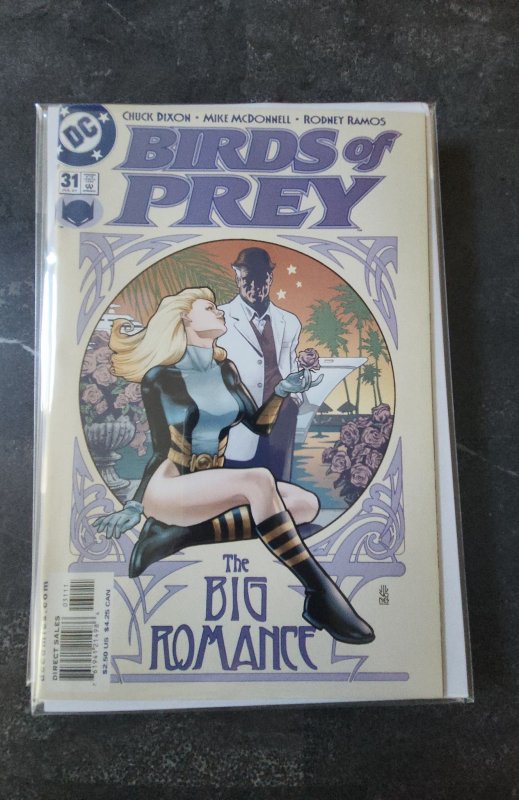 CHUCK DIXON • MIKE MCDONNELL • RODNEY RAMOS
DC
BIRDS of
PREY
31
The
BIG
ROMANCE
03111
DIRECT SALES
$2.50 US $4.25 CAN